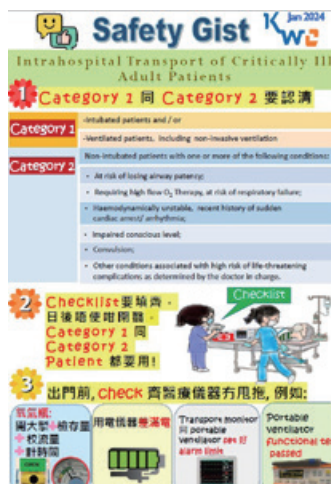 Safety Gist
KWC
Jan 2024
Intrahospital Transport of Critically Ill
Adult Patients
1 Category 1 同 Category 2 要認清
Category 1
-Intubated patients and / or
-Ventilated patients, including non-invasive ventilation
Category 2
Non-intubated patients with one or more of the following conditions:
• At risk of losing airway patency;
• Requiring high flow O₂ Therapy, at risk of respiratory failure;
• Haemodynamically unstable, recent history of sudden
cardiac arrest/ arrhythmia;
• Impaired conscious level;
• Convulsion;
• Other conditions associated with high risk of life-threatening
complications as determined by the doctor in charge.
2 Checklist要填齊，
日後唔使咁
Category 1 同
Category 2
Patient 都要用!
Checklist
3 出門前, check 齊醫療儀器冇甩拖, 例如:
氧氣樽:
開大掣+檢存量
+ 校流量
+ 計時間
用電儀器要滿電
Transport monitor
同 portable
ventilator set 好
alarm limit
Portable
ventilator
functional te
passed